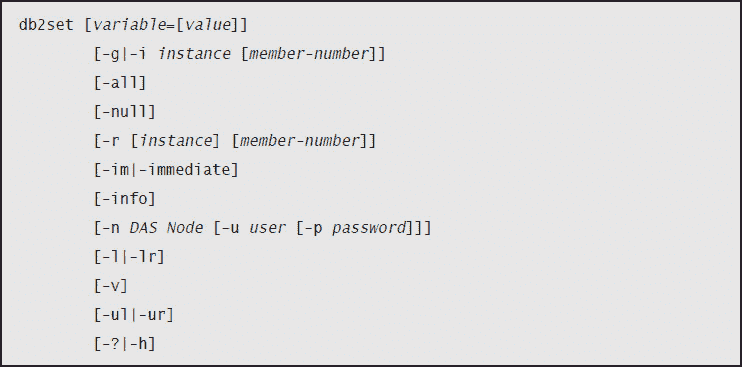 db2set [variable=[value]]
[-g|-i instance [member-number]]
[-all]
[-null]
[-r [instance] [member-number]]
[-im|-immediate]
[-info]
[-n DAS Node [-u user [-p password]]]
[-l|-lr]
[-v]
[-ul|-ur]
[-?|-h]